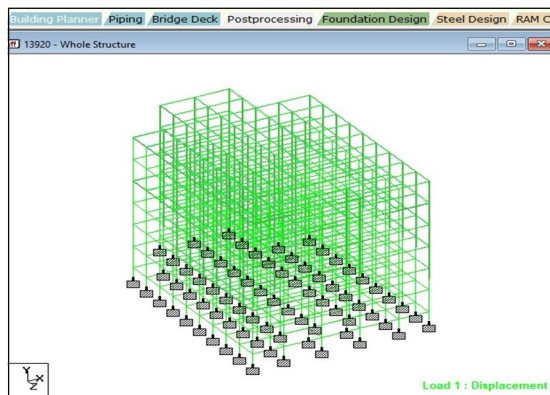 Building Planner Piping Bridge Deck Postprocessing Foundation Design Steel Design RAM C
13920 - Whole Structure
Y
X
Z
Load 1 : Displacement